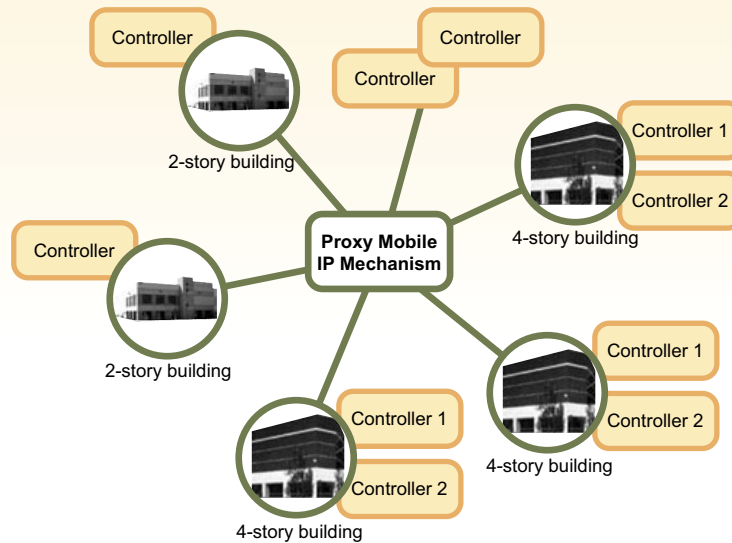 Controller
Controller
Controller
2-story building
Controller 1
Controller 2
4-story building
Proxy Mobile
IP Mechanism
Controller
2-story building
Controller 1
Controller 2
4-story building
Controller 1
Controller 2
4-story building